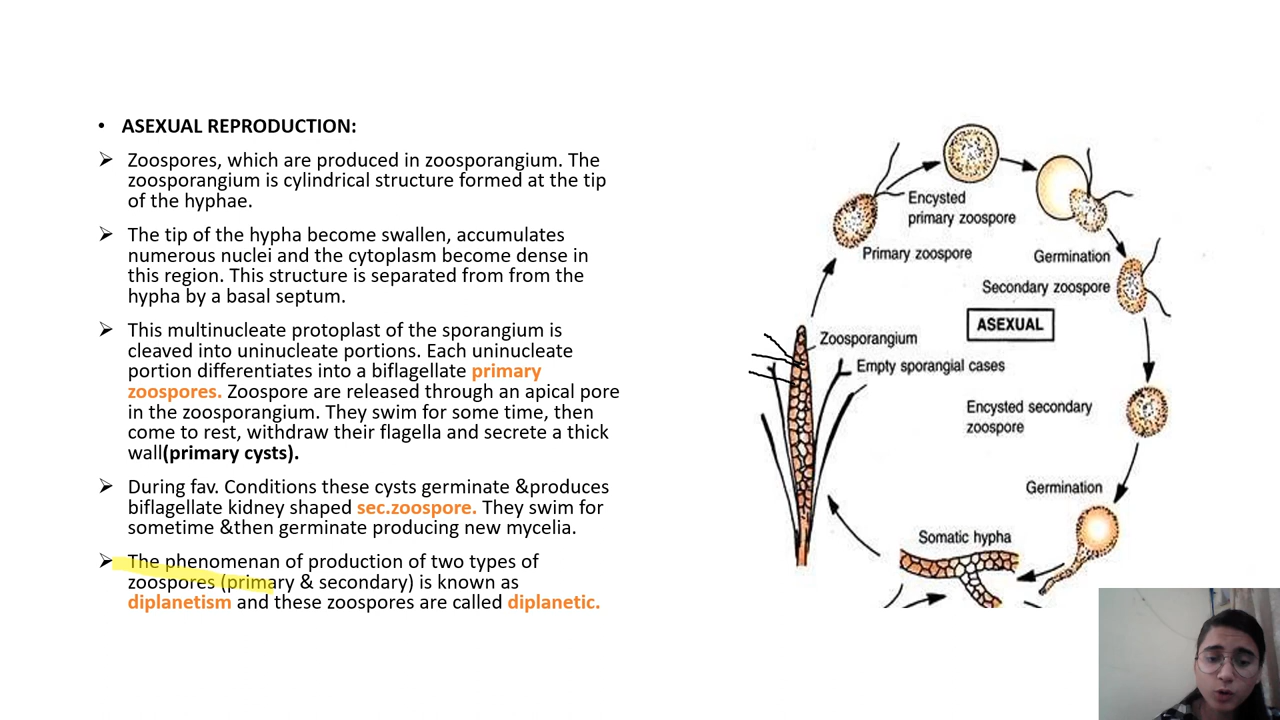 • ASEXUAL REPRODUCTION:
➢ Zoospores, which are produced in zoosporangium. The
zoosporangium is cylindrical structure formed at the tip
of the hyphae.
➢ The tip of the hypha become swallen, accumulates
numerous nuclei and the cytoplasm become dense in
this region. This structure is separated from from the
hypha by a basal septum.
➢ This multinucleate protoplast of the sporangium is
cleaved into uninucleate portions. Each uninucleate
portion differentiates into a biflagellate primary
zoospores. Zoospore are released through an apical pore
in the zoosporangium. They swim for some time, then
come to rest, withdraw their flagella and secrete a thick
wall(primary cysts).
➢ During fav. Conditions these cysts germinate &produces
biflagellate kidney shaped sec.zoospore. They swim for
sometime &then germinate producing new mycelia.
➢ The phenomenan of production of two types of
zoospores (primary & secondary) is known as
diplanetism and these zoospores are called diplanetic.
Encysted
primary zoospore
Primary zoospore
Germination
Secondary zoospore
ASEXUAL
Zoosporangium
Empty sporangial cases
Encysted secondary
zoospore
Germination
Somatic hypha